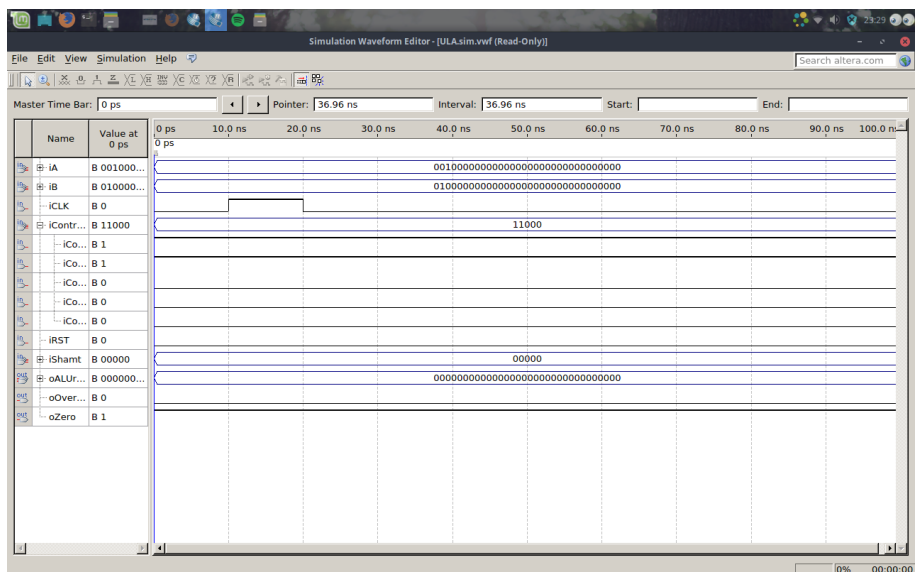 23:29
Simulation Waveform Editor - [ULA.sim.vwf (Read-Only)]
File Edit View Simulation Help
Search altera.com
Master Time Bar: 0 ps Pointer: 36.96 ns Interval: 36.96 ns Start: End:
Name Value at 0 ps
0 ps 10.0 ns 20.0 ns 30.0 ns 40.0 ns 50.0 ns 60.0 ns 70.0 ns 80.0 ns 90.0 ns 100.0 ns
0 ps
iA B 001000... 00100000000000000000000000000000
iB B 010000... 01000000000000000000000000000000
iCLK B 0
iContr... B 11000 11000
iCo... B 1
iCo... B 1
iCo... B 0
iCo... B 0
iCo... B 0
iRST B 0
iShamt B 00000 00000
oALUr... B 000000... 00000000000000000000000000000000
oOver... B 0
oZero B 1
0% 00:00:00